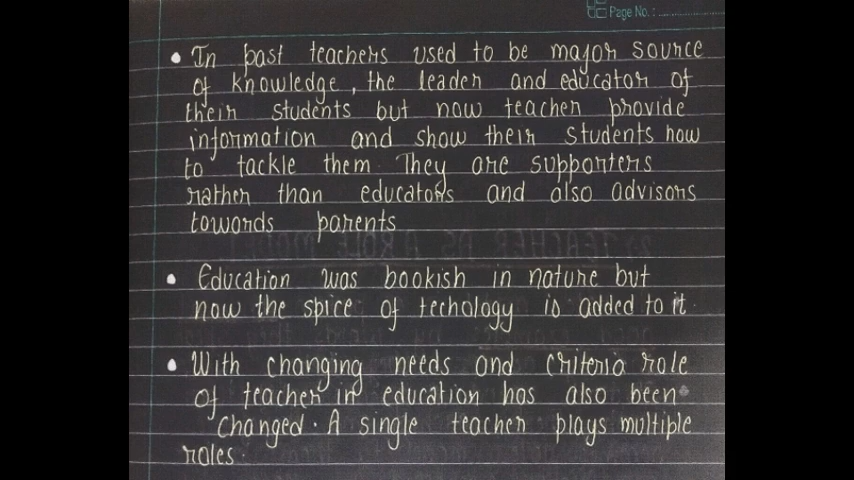 Page No. :
• In past teachers used to be major source
of knowledge, the leader and educator of
their students but now teacher provide
information and show their students how
to tackle them. They are supporters
rather than educators and also advisors
towards parents
• Education was bookish in nature but
now the spice of techology is added to it.
• With changing needs and criteria role
of teacher in education has also been
changed. A single teacher plays multiple
roles.